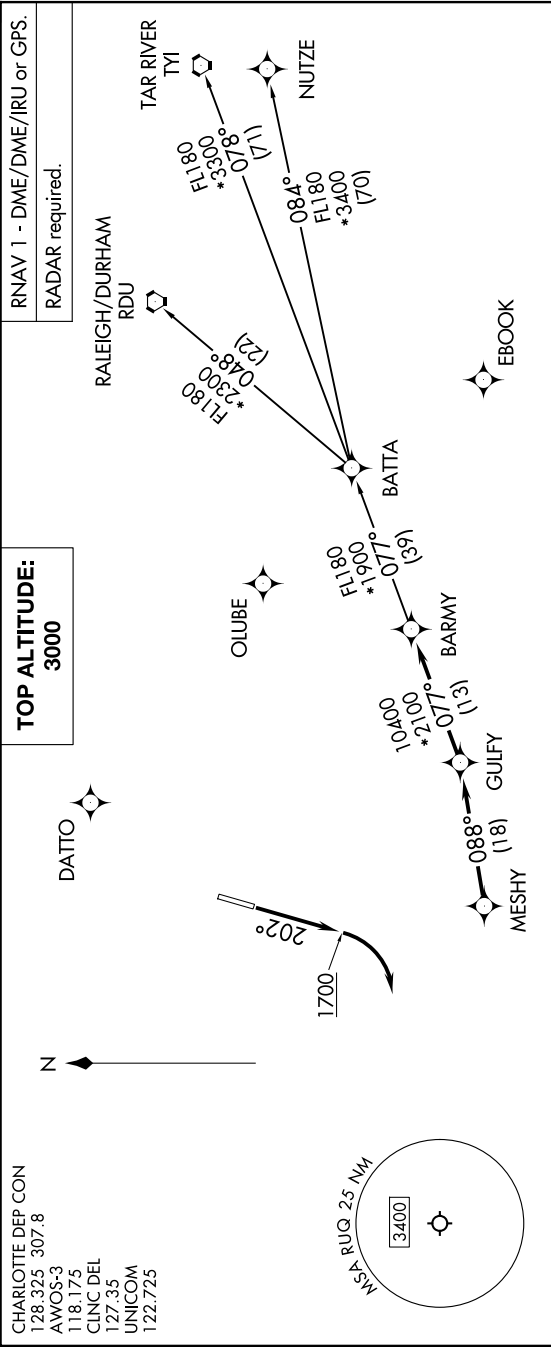 CHARLOTTE DEP CON
128.325 307.8
AWOS-3
118.175
CLNC DEL
127.35
UNICOM
122.725
TOP ALTITUDE:
3000
RNAV 1 - DME/DME/IRU or GPS.
RADAR required.
N
DATTO
OLUBE
RALEIGH/DURHAM
RDU
TAR RIVER
TYI
NUTZE
EBOOK
BATTA
BARMY
GULFY
MESHY
202°
1700
088°
(18)
10400
*2100
077°
(13)
FL180
*1900
077°
(39)
FL180
*2300
048°
(22)
FL180
*3300
078°
(71)
084°
FL180
*3400
(70)
MSA RUQ 25 NM
3400